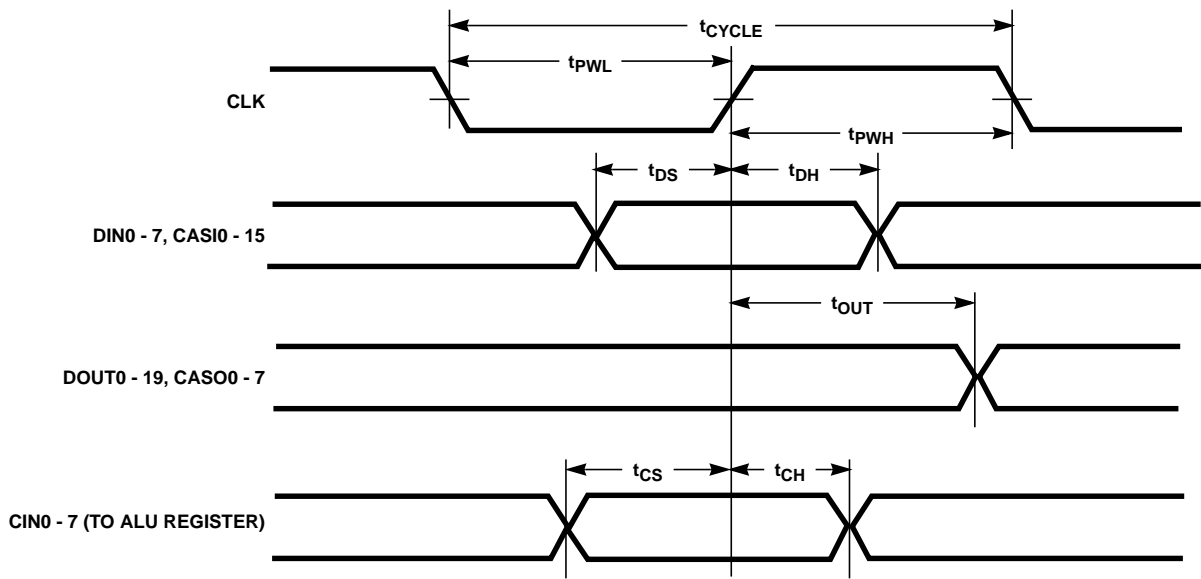 tCYCLE
tPWL
CLK
tPWH
tDS
tDH
DIN0 - 7, CASI0 - 15
tOUT
DOUT0 - 19, CASO0 - 7
tCS
tCH
CIN0 - 7 (TO ALU REGISTER)